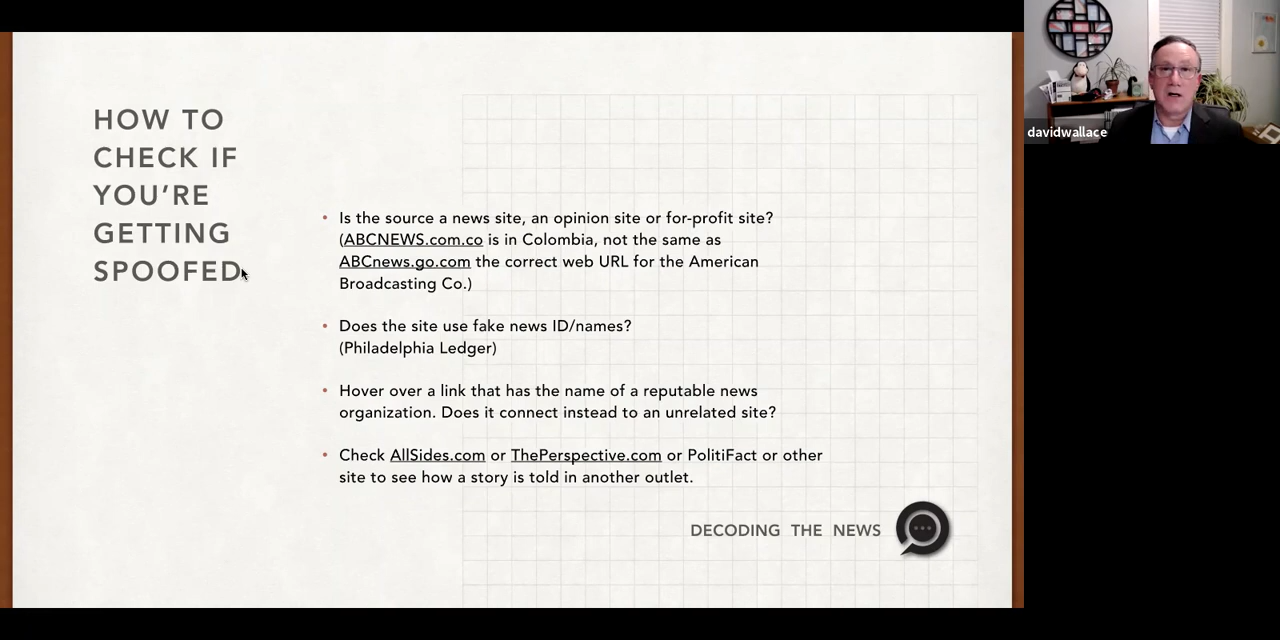 HOW TO
CHECK IF
YOU'RE
GETTING
SPOOFED
• Is the source a news site, an opinion site or for-profit site?
(ABCNEWS.com.co is in Colombia, not the same as
ABCnews.go.com the correct web URL for the American
Broadcasting Co.)
• Does the site use fake news ID/names?
(Philadelphia Ledger)
• Hover over a link that has the name of a reputable news
organization. Does it connect instead to an unrelated site?
• Check AllSides.com or ThePerspective.com or PolitiFact or other
site to see how a story is told in another outlet.
DECODING THE NEWS
davidwallace